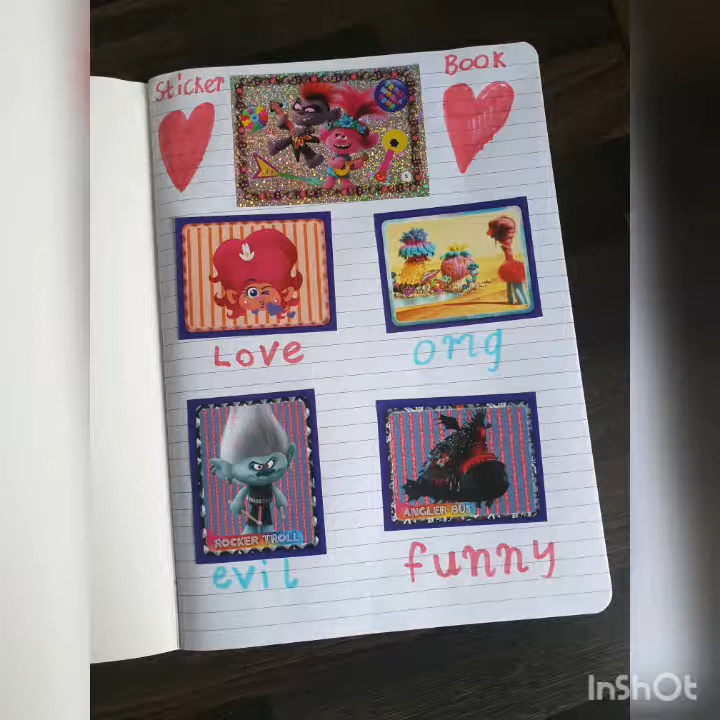 Sticker
Book
Love
omg
ROCKER TROLL
ANGLER BUS
evil
funny
InShOt